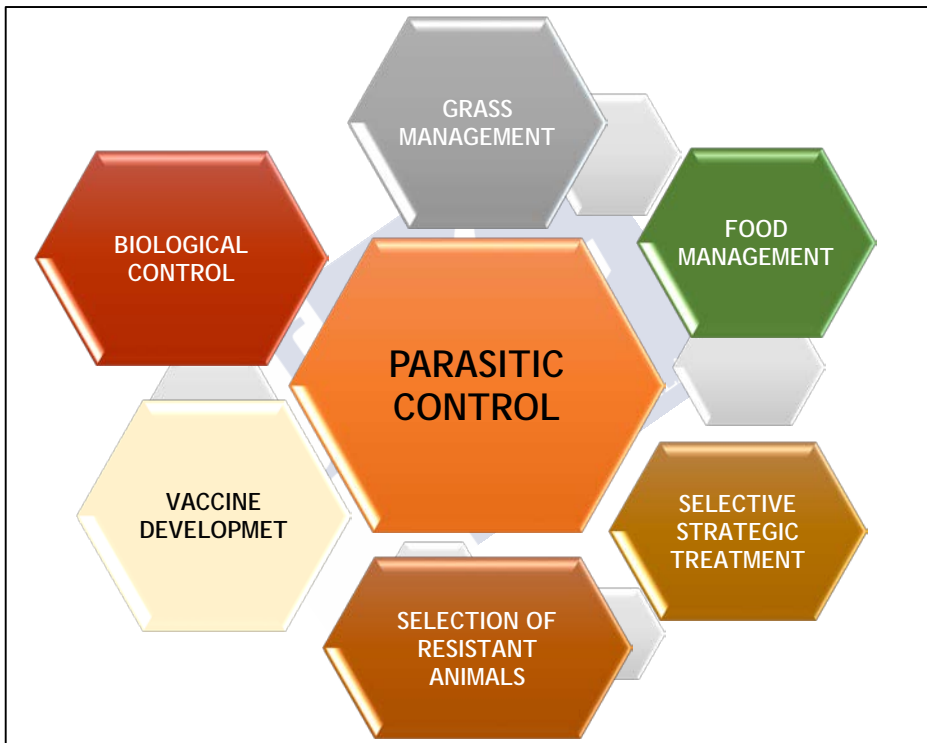 GRASS
MANAGEMENT
FOOD
MANAGEMENT
BIOLOGICAL
CONTROL
PARASITIC
CONTROL
VACCINE
DEVELOPMET
SELECTIVE
STRATEGIC
TREATMENT
SELECTION OF
RESISTANT
ANIMALS